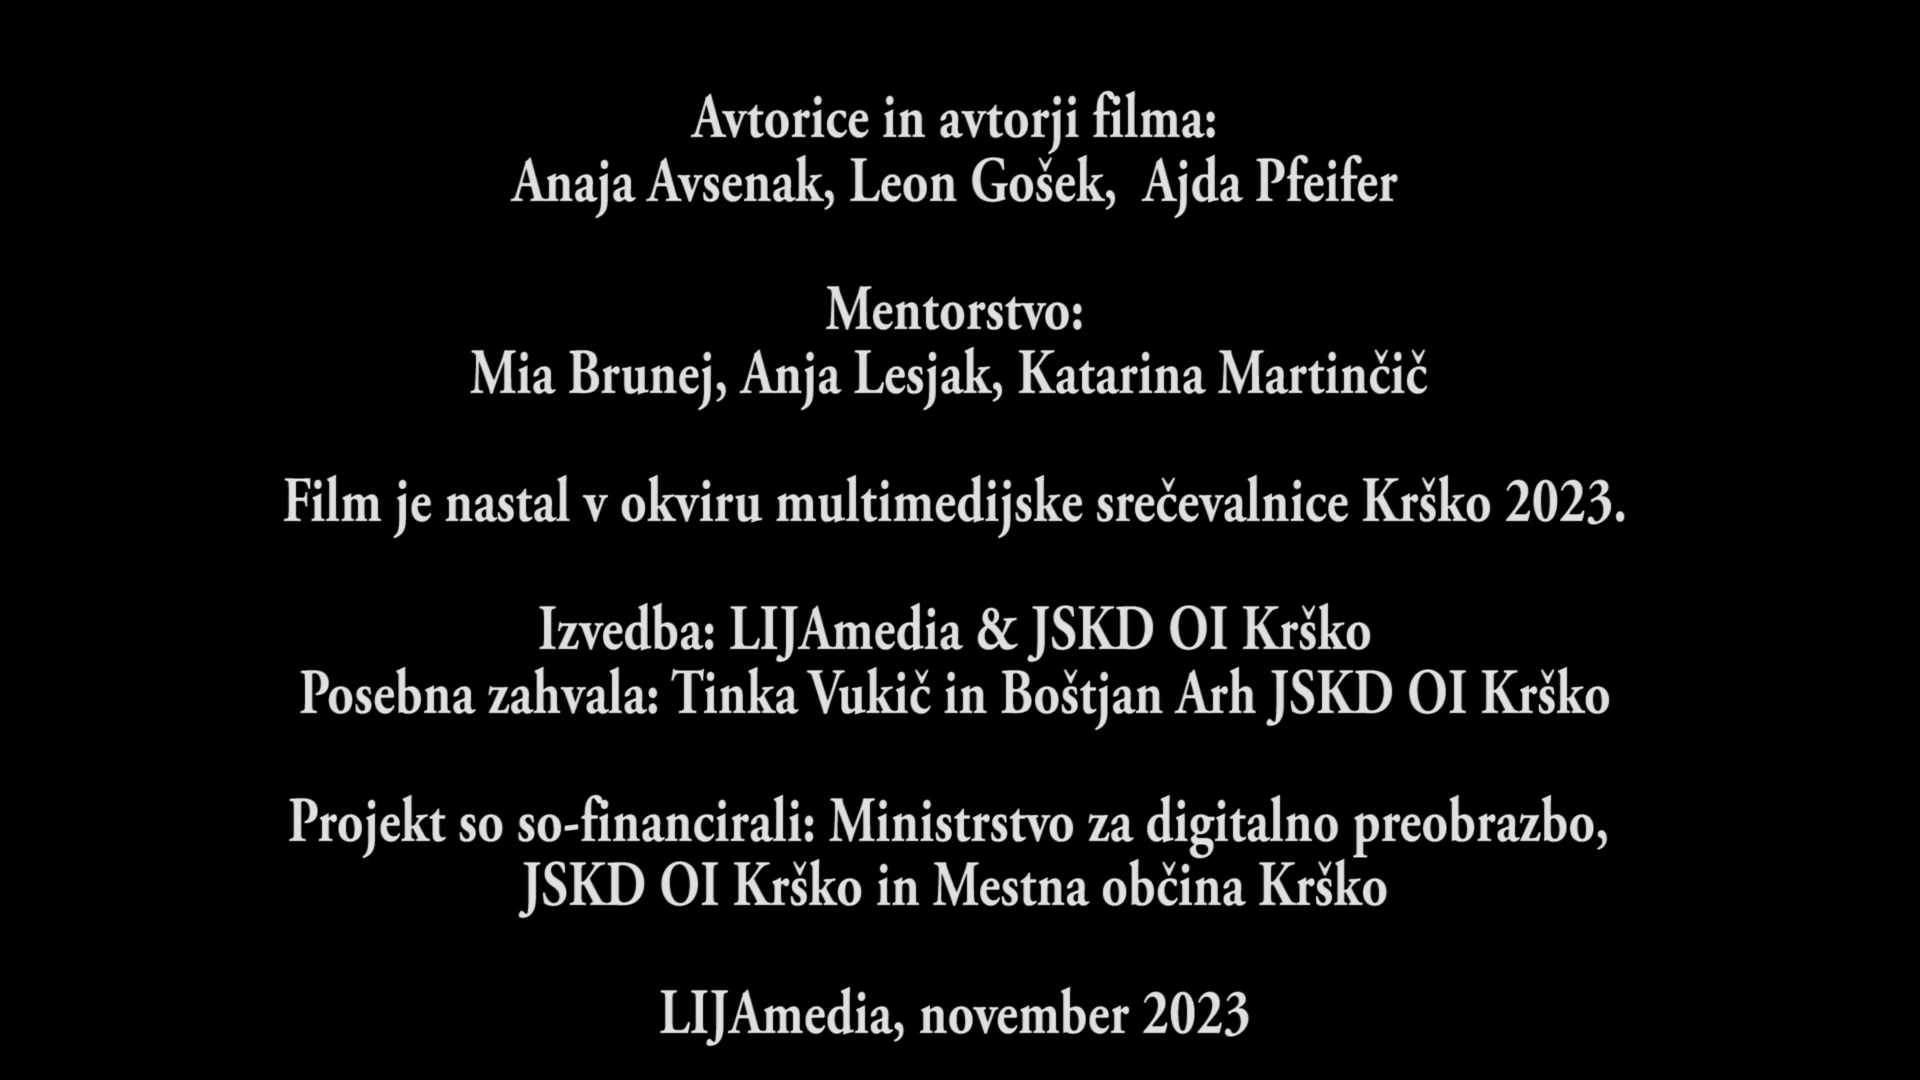 Avtorice in avtorji filma:
Anaja Avsenak, Leon Gošek, Ajda Pfeifer
Mentorstvo:
Mia Brunej, Anja Lesjak, Katarina Martinčič
Film je nastal v okviru multimedijske srečevalnice Krško 2023.
Izvedba: LIJAmedia & JSKD OI Krško
Posebna zahvala: Tinka Vukič in Boštjan Arh JSKD OI Krško
Projekt so so-financirali: Ministrstvo za digitalno preobrazbo,
JSKD OI Krško in Mestna občina Krško
LIJAmedia, november 2023